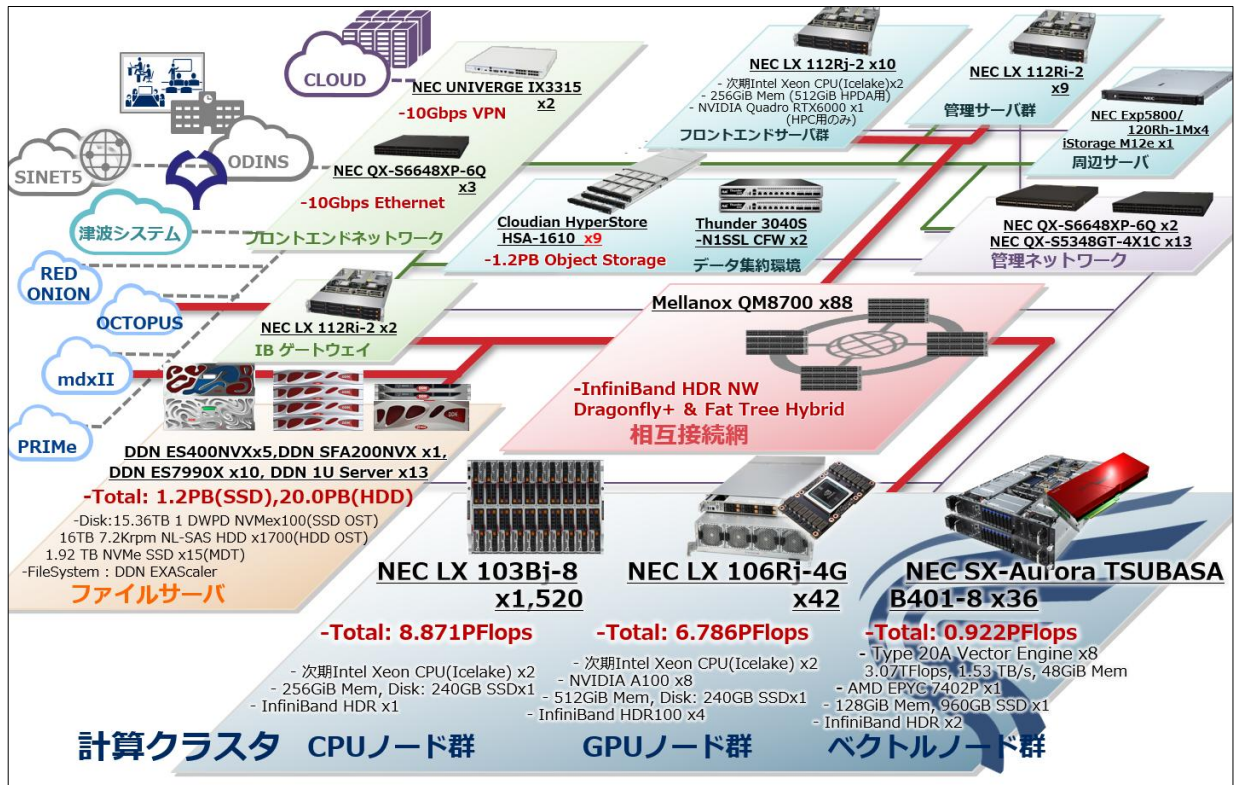 CLOUD
NEC UNIVERGE IX3315
x2
-10Gbps VPN
SINET5
ODINS
NEC QX-S6648XP-6Q
x3
-10Gbps Ethernet
フロントエンドネットワーク
津波システム
RED
ONION
OCTOPUS
mdxII
PRIMe
NEC LX 112Rj-2 x10
- 次期Intel Xeon CPU(Icelake)x2
- 256GiB Mem (512GiB HPDA用)
- NVIDIA Quadro RTX6000 x1
(HPC用のみ)
フロントエンドサーバ群
NEC LX 112Ri-2
x9
管理サーバ群
NEC Exp5800/
120Rh-1Mx4
iStorage M12e x1
周辺サーバ
Cloudian HyperStore
HSA-1610 x9
-1.2PB Object Storage
Thunder 3040S
-N1SSL CFW x2
データ集約環境
NEC QX-S6648XP-6Q x2
NEC QX-S5348GT-4X1C x13
管理ネットワーク
NEC LX 112Ri-2 x2
IB ゲートウェイ
Mellanox QM8700 x88
-InfiniBand HDR NW
Dragonfly+ & Fat Tree Hybrid
相互接続網
DDN ES400NVXx5,DDN SFA200NVX x1,
DDN ES7990X x10, DDN 1U Server x13
-Total: 1.2PB(SSD),20.0PB(HDD)
-Disk:15.36TB 1 DWPD NVMex100(SSD OST)
16TB 7.2Krpm NL-SAS HDD x1700(HDD OST)
1.92 TB NVMe SSD x15(MDT)
-FileSystem : DDN EXAScaler
ファイルサーバ
NEC LX 103Bj-8
x1,520
-Total: 8.871PFlops
- 次期Intel Xeon CPU(Icelake) x2
- 256GiB Mem, Disk: 240GB SSDx1
- InfiniBand HDR x1
NEC LX 106Rj-4G
x42
-Total: 6.786PFlops
- 次期Intel Xeon CPU(Icelake) x2
- NVIDIA A100 x8
- 512GiB Mem, Disk: 240GB SSDx1
- InfiniBand HDR100 x4
NEC SX-Aurora TSUBASA
B401-8 x36
-Total: 0.922PFlops
- Type 20A Vector Engine x8
3.07TFlops, 1.53 TB/s, 48GiB Mem
- AMD EPYC 7402P x1
- 128GiB Mem, 960GB SSD x1
- InfiniBand HDR x2
計算クラスタ CPUノード群 GPUノード群 ベクトルノード群